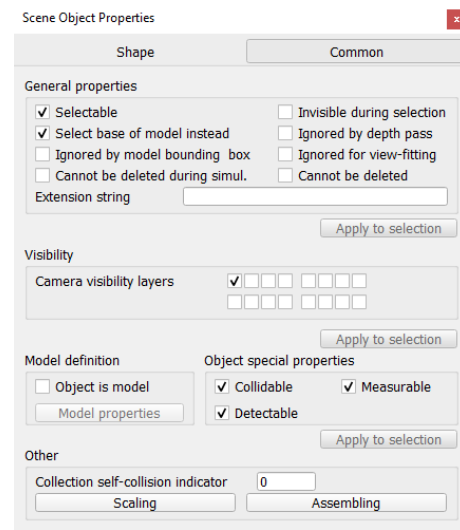 Scene Object Properties
x
Shape Common
General properties
Selectable Invisible during selection
Select base of model instead Ignored by depth pass
Ignored by model bounding box Ignored for view-fitting
Cannot be deleted during simul. Cannot be deleted
Extension string
Apply to selection
Visibility
Camera visibility layers
Apply to selection
Model definition Object special properties
Object is model Collidable Measurable
Model properties Detectable
Apply to selection
Other
Collection self-collision indicator 0
Scaling Assembling